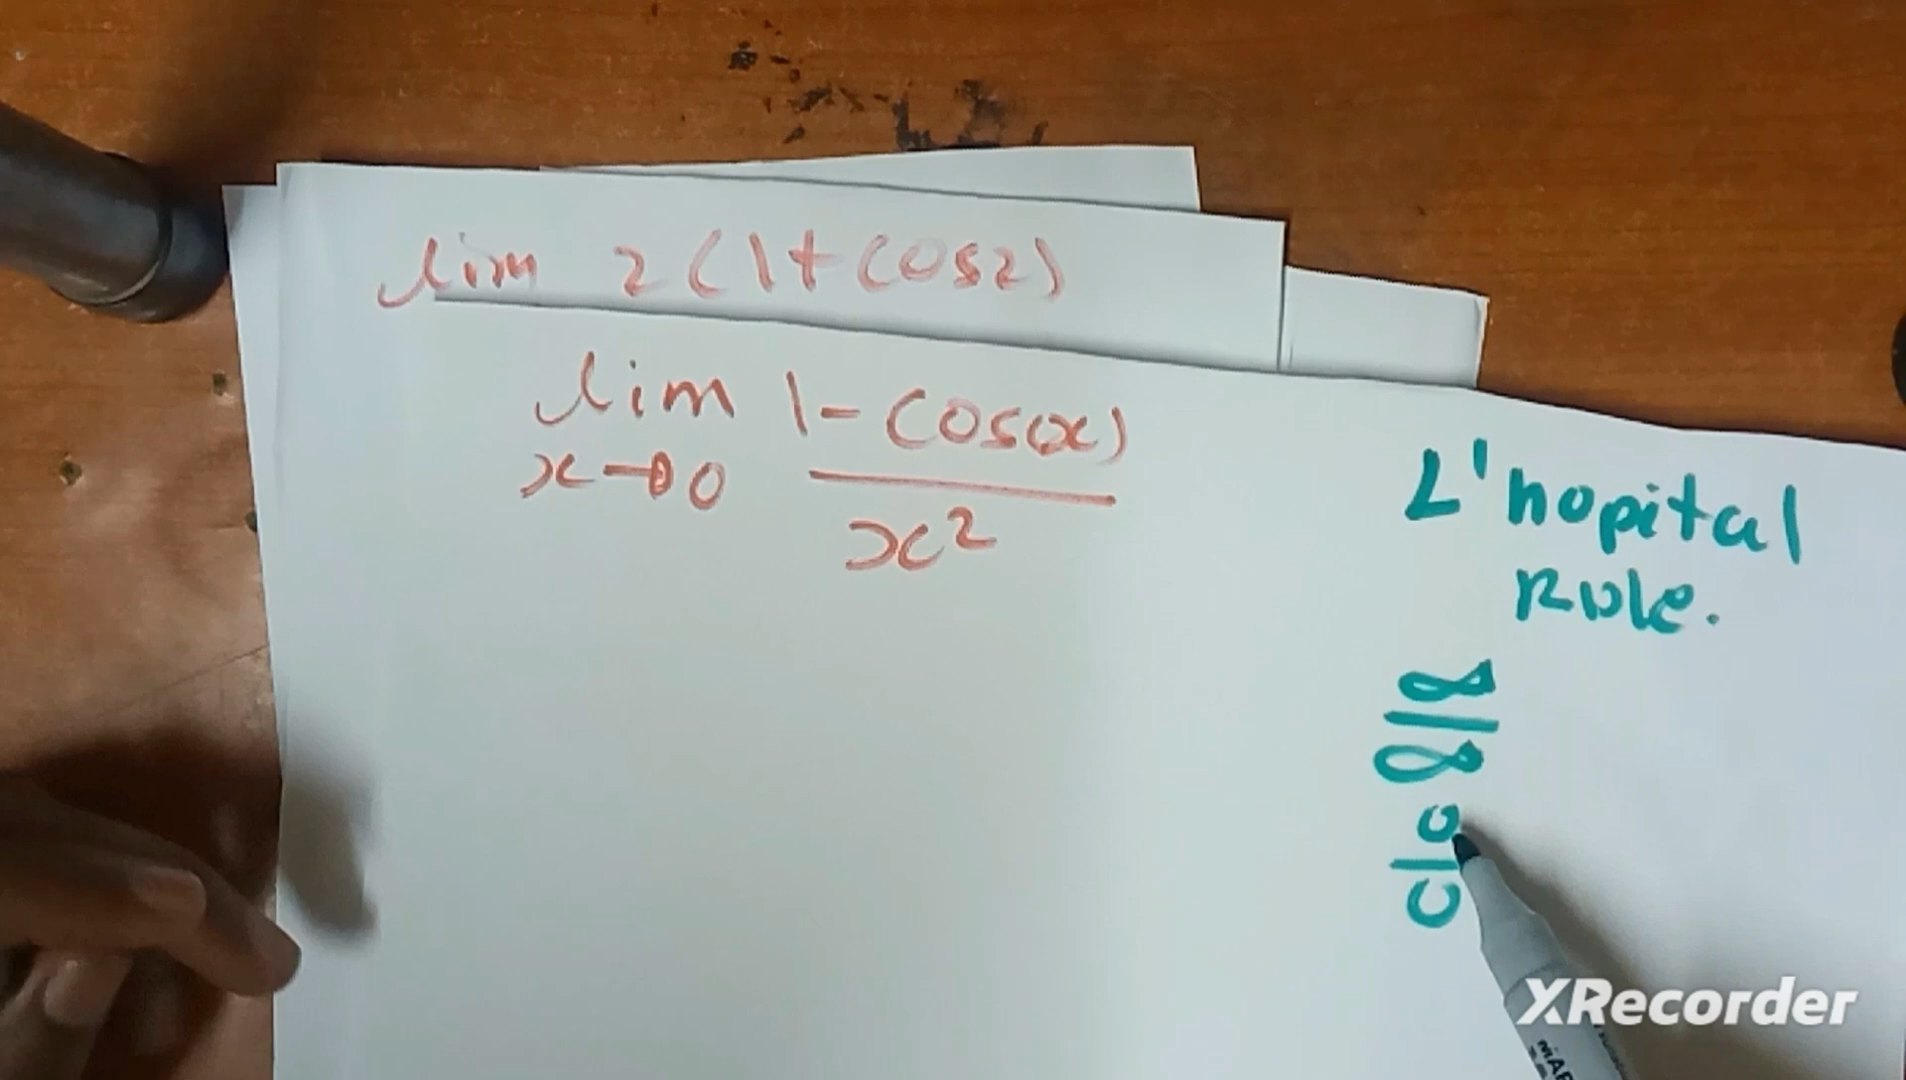 lim 2(1+cos2)
lim 1-cos(x)
x→0 x²
L'hopital
Rule.
∞/∞
0/0
XRecorder